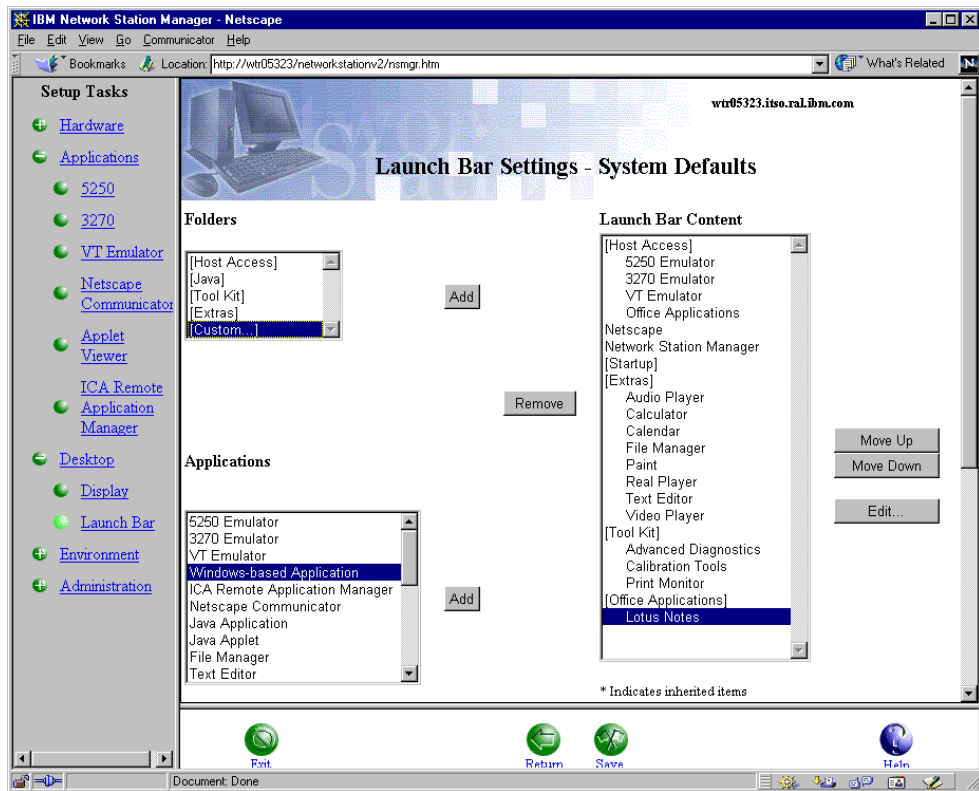 IBM Network Station Manager - Netscape
File Edit View Go Communicator Help
Bookmarks Location: http://wtr05323/networkstationv2/nsmgr.htm What's Related N
Setup Tasks
Hardware
Applications
5250
3270
VT Emulator
Netscape
Communicator
Applet
Viewer
ICA Remote
Application
Manager
Desktop
Display
Launch Bar
Environment
Administration
wtr05323.itso.ral.ibm.com
Launch Bar Settings - System Defaults
Folders
[Host Access]
[Java]
[Tool Kit]
[Extras]
[Custom...]
Add
Remove
Applications
5250 Emulator
3270 Emulator
VT Emulator
Windows-based Application
ICA Remote Application Manager
Netscape Communicator
Java Application
Java Applet
File Manager
Text Editor
Add
Launch Bar Content
[Host Access]
5250 Emulator
3270 Emulator
VT Emulator
Office Applications
Netscape
Network Station Manager
[Startup]
[Extras]
Audio Player
Calculator
Calendar
File Manager
Paint
Real Player
Text Editor
Video Player
[Tool Kit]
Advanced Diagnostics
Calibration Tools
Print Monitor
[Office Applications]
Lotus Notes
* Indicates inherited items
Move Up
Move Down
Edit...
Exit
Return
Save
Help
Document: Done